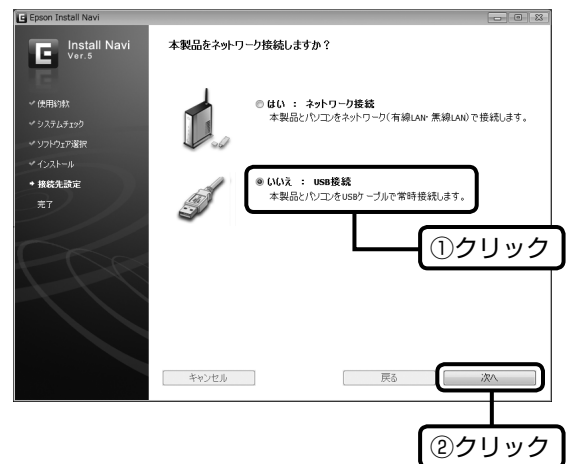 Epson Install Navi
Install Navi
Ver.5
本製品をネットワーク接続しますか？
使用約款
システムチェック
ソフトウェア選択
インストール
接続先設定
完了
はい ： ネットワーク接続
本製品とパソコンをネットワーク(有線LAN・無線LAN)で接続します。
いいえ ： USB接続
本製品とパソコンをUSBケーブルで常時接続します。
①クリック
キャンセル
戻る
次へ
②クリック